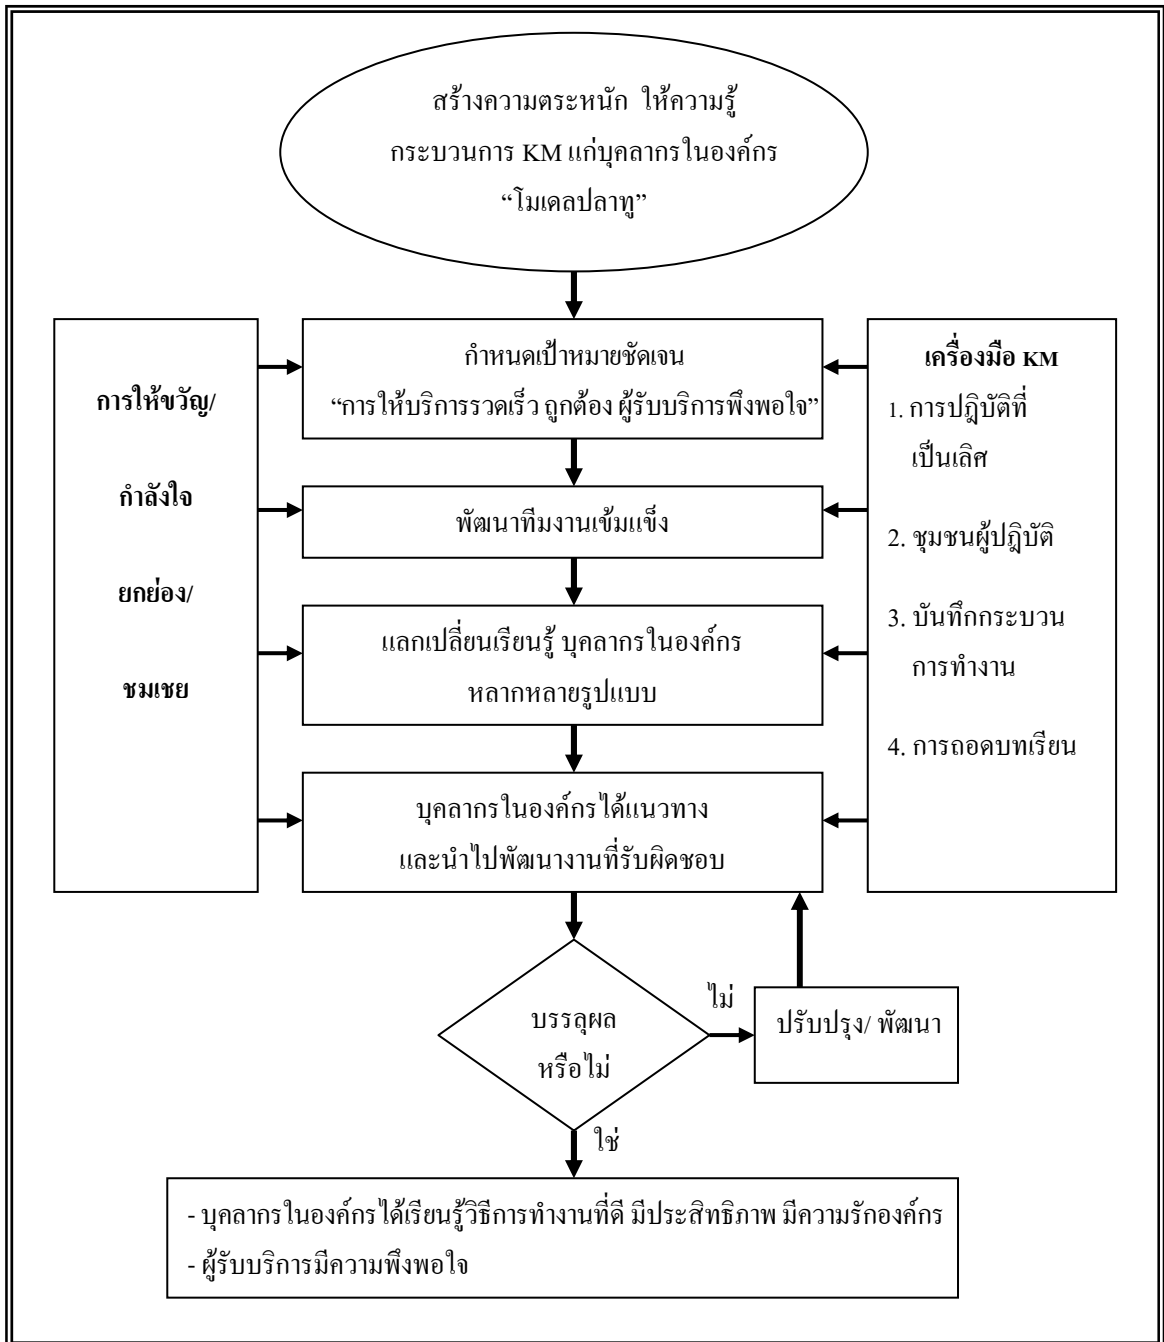 สร้างความตระหนัก ให้ความรู้
กระบวนการ KM แก่บุคลากรในองค์กร
“โมเดลปลาทู”
การให้ขวัญ/
กำลังใจ
ยกย่อง/
ชมเชย
กำหนดเป้าหมายชัดเจน
“การให้บริการรวดเร็ว ถูกต้อง ผู้รับบริการพึงพอใจ”
พัฒนาทีมงานเข้มแข็ง
แลกเปลี่ยนเรียนรู้ บุคลากรในองค์กร
หลากหลายรูปแบบ
บุคลากรในองค์กรได้แนวทาง
และนำไปพัฒนางานที่รับผิดชอบ
เครื่องมือ KM
1. การปฎิบัติที่
เป็นเลิศ
2. ชุมชนผู้ปฎิบัติ
3. บันทึกกระบวน
การทำงาน
4. การถอดบทเรียน
บรรลุผล
หรือไม่
ไม่
ปรับปรุง/ พัฒนา
ใช่
- บุคลากรในองค์กรได้เรียนรู้วิธีการทำงานที่ดี มีประสิทธิภาพ มีความรักองค์กร
- ผู้รับบริการมีความพึงพอใจ